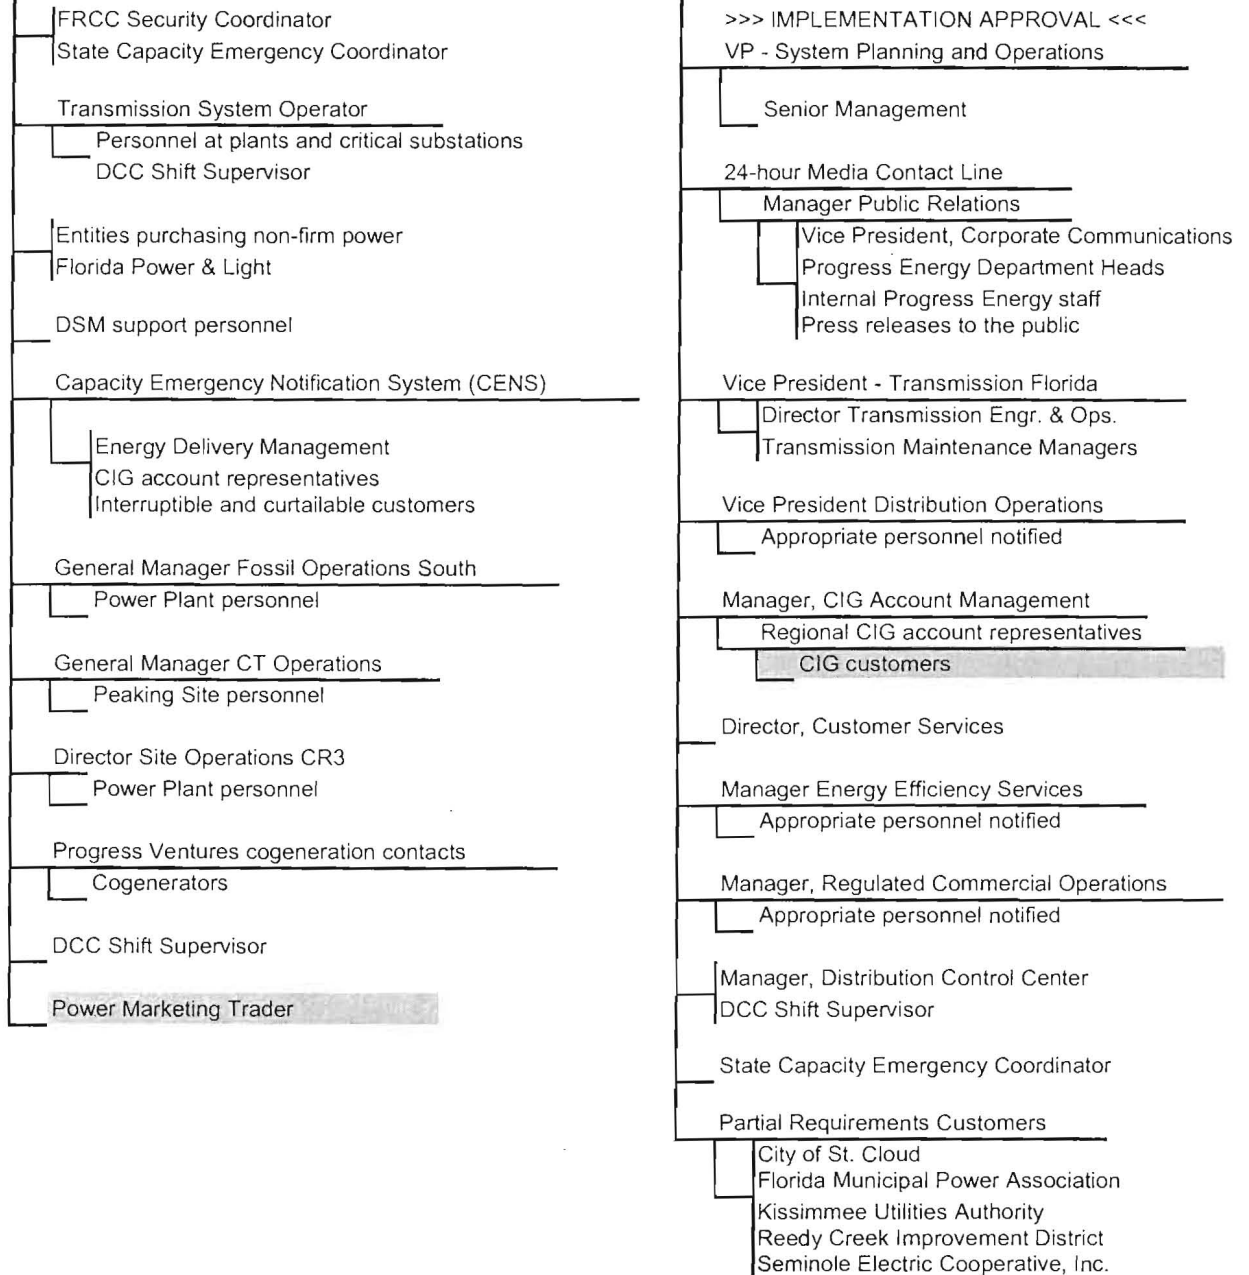 FRCC Security Coordinator
State Capacity Emergency Coordinator
Transmission System Operator
Personnel at plants and critical substations
DCC Shift Supervisor
Entities purchasing non-firm power
Florida Power & Light
DSM support personnel
Capacity Emergency Notification System (CENS)
Energy Delivery Management
CIG account representatives
Interruptible and curtailable customers
General Manager Fossil Operations South
Power Plant personnel
General Manager CT Operations
Peaking Site personnel
Director Site Operations CR3
Power Plant personnel
Progress Ventures cogeneration contacts
Cogenerators
DCC Shift Supervisor
Power Marketing Trader
>>> IMPLEMENTATION APPROVAL <<<
VP - System Planning and Operations
Senior Management
24-hour Media Contact Line
Manager Public Relations
Vice President, Corporate Communications
Progress Energy Department Heads
Internal Progress Energy staff
Press releases to the public
Vice President - Transmission Florida
Director Transmission Engr. & Ops.
Transmission Maintenance Managers
Vice President Distribution Operations
Appropriate personnel notified
Manager, CIG Account Management
Regional CIG account representatives
CIG customers
Director, Customer Services
Manager Energy Efficiency Services
Appropriate personnel notified
Manager, Regulated Commercial Operations
Appropriate personnel notified
Manager, Distribution Control Center
DCC Shift Supervisor
State Capacity Emergency Coordinator
Partial Requirements Customers
City of St. Cloud
Florida Municipal Power Association
Kissimmee Utilities Authority
Reedy Creek Improvement District
Seminole Electric Cooperative, Inc.